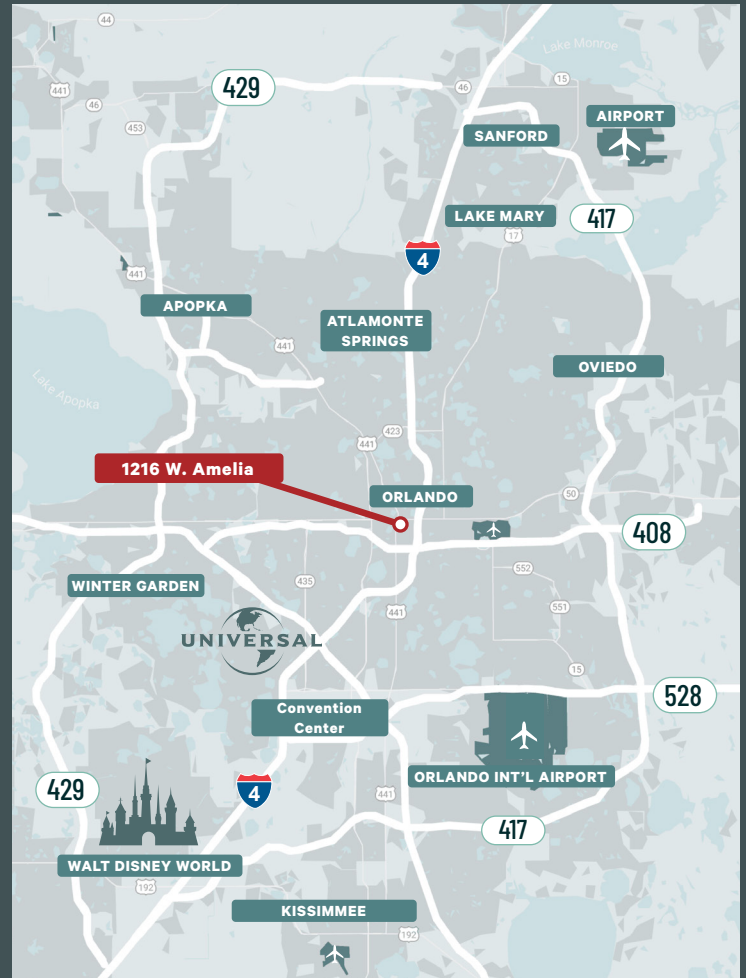 44
Lake Monroe
441
429
46
15
46
AIRPORT
453
SANFORD
LAKE MARY
417
17
4
441
APOPKA
ATLAMONTE
SPRINGS
441
OVIEDO
Lake Apopka
423
441
1216 W. Amelia
ORLANDO
50
408
552
WINTER GARDEN
435
551
441
UNIVERSAL
15
528
Convention
Center
ORLANDO INT'L AIRPORT
429
4
441
417
WALT DISNEY WORLD
192
KISSIMMEE
192